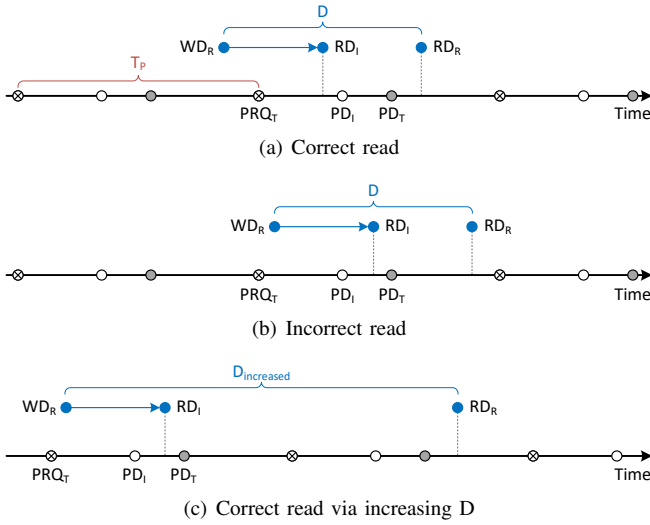 D
WD_R RD_I RD_R
T_P
PRQ_T PD_I PD_T Time
(a) Correct read
D
WD_R RD_I RD_R
PRQ_T PD_I PD_T Time
(b) Incorrect read
D_increased
WD_R RD_I RD_R
PRQ_T PD_I PD_T Time
(c) Correct read via increasing D